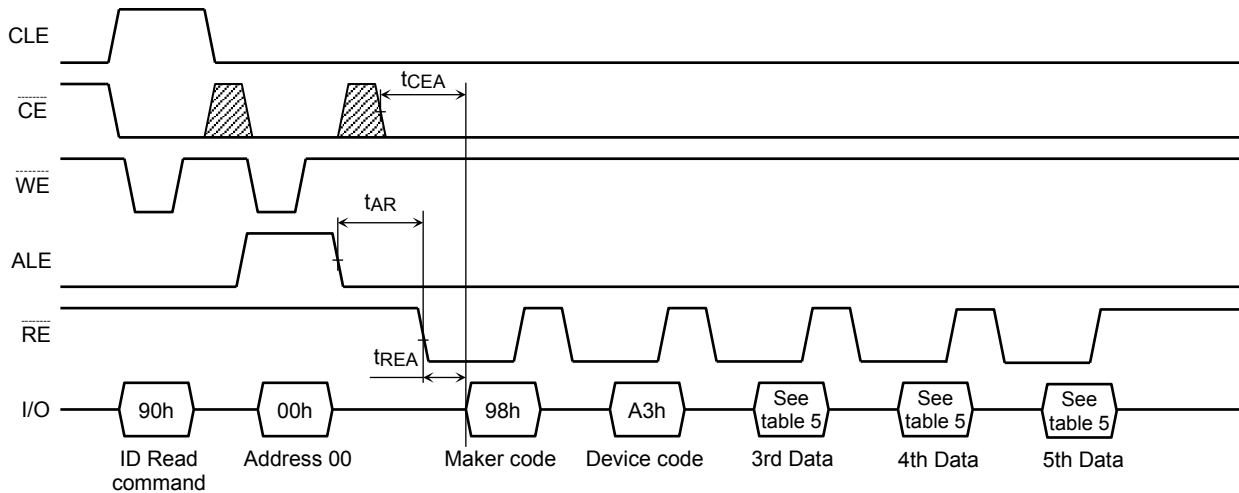 CLE
tCEA
CE
WE
tAR
ALE
RE
tREA
I/O
90h
00h
98h
A3h
See
table 5
See
table 5
See
table 5
ID Read
command
Address 00
Maker code
Device code
3rd Data
4th Data
5th Data